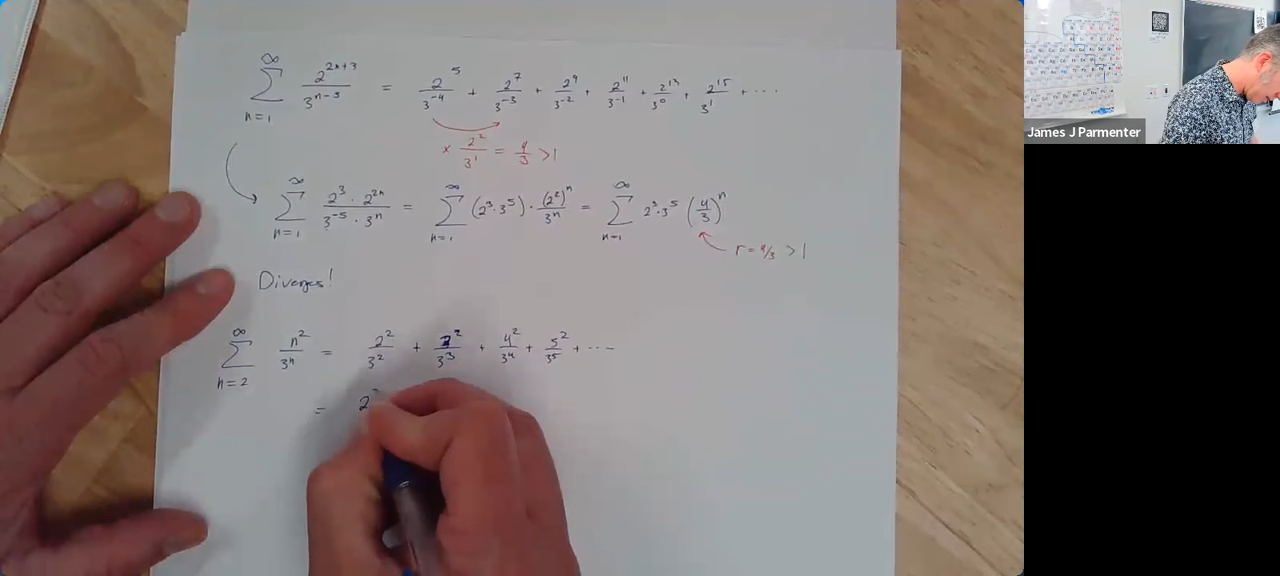 ∞ ∑ n=1 2^{2n+3} / 3^{n-5} = 2^5/3^{-4} + 2^7/3^{-3} + 2^9/3^{-2} + 2^{11}/3^{-1} + 2^{13}/3^0 + 2^{15}/3^1 + ...
× 2^2/3^1 = 4/3 > 1
∞ ∑ n=1 2^3 · 2^{2n} / 3^{-5} · 3^n = ∞ ∑ n=1 (2^3 · 3^5) · (2^2)^n / 3^n = ∞ ∑ n=1 2^3 · 3^5 (4/3)^n
r = 4/3 > 1
Diverges!
∞ ∑ n=2 n^2/3^n = 2^2/3^2 + 3^2/3^3 + 4^2/3^4 + 5^2/3^5 + ...
= 2
James J Parmenter